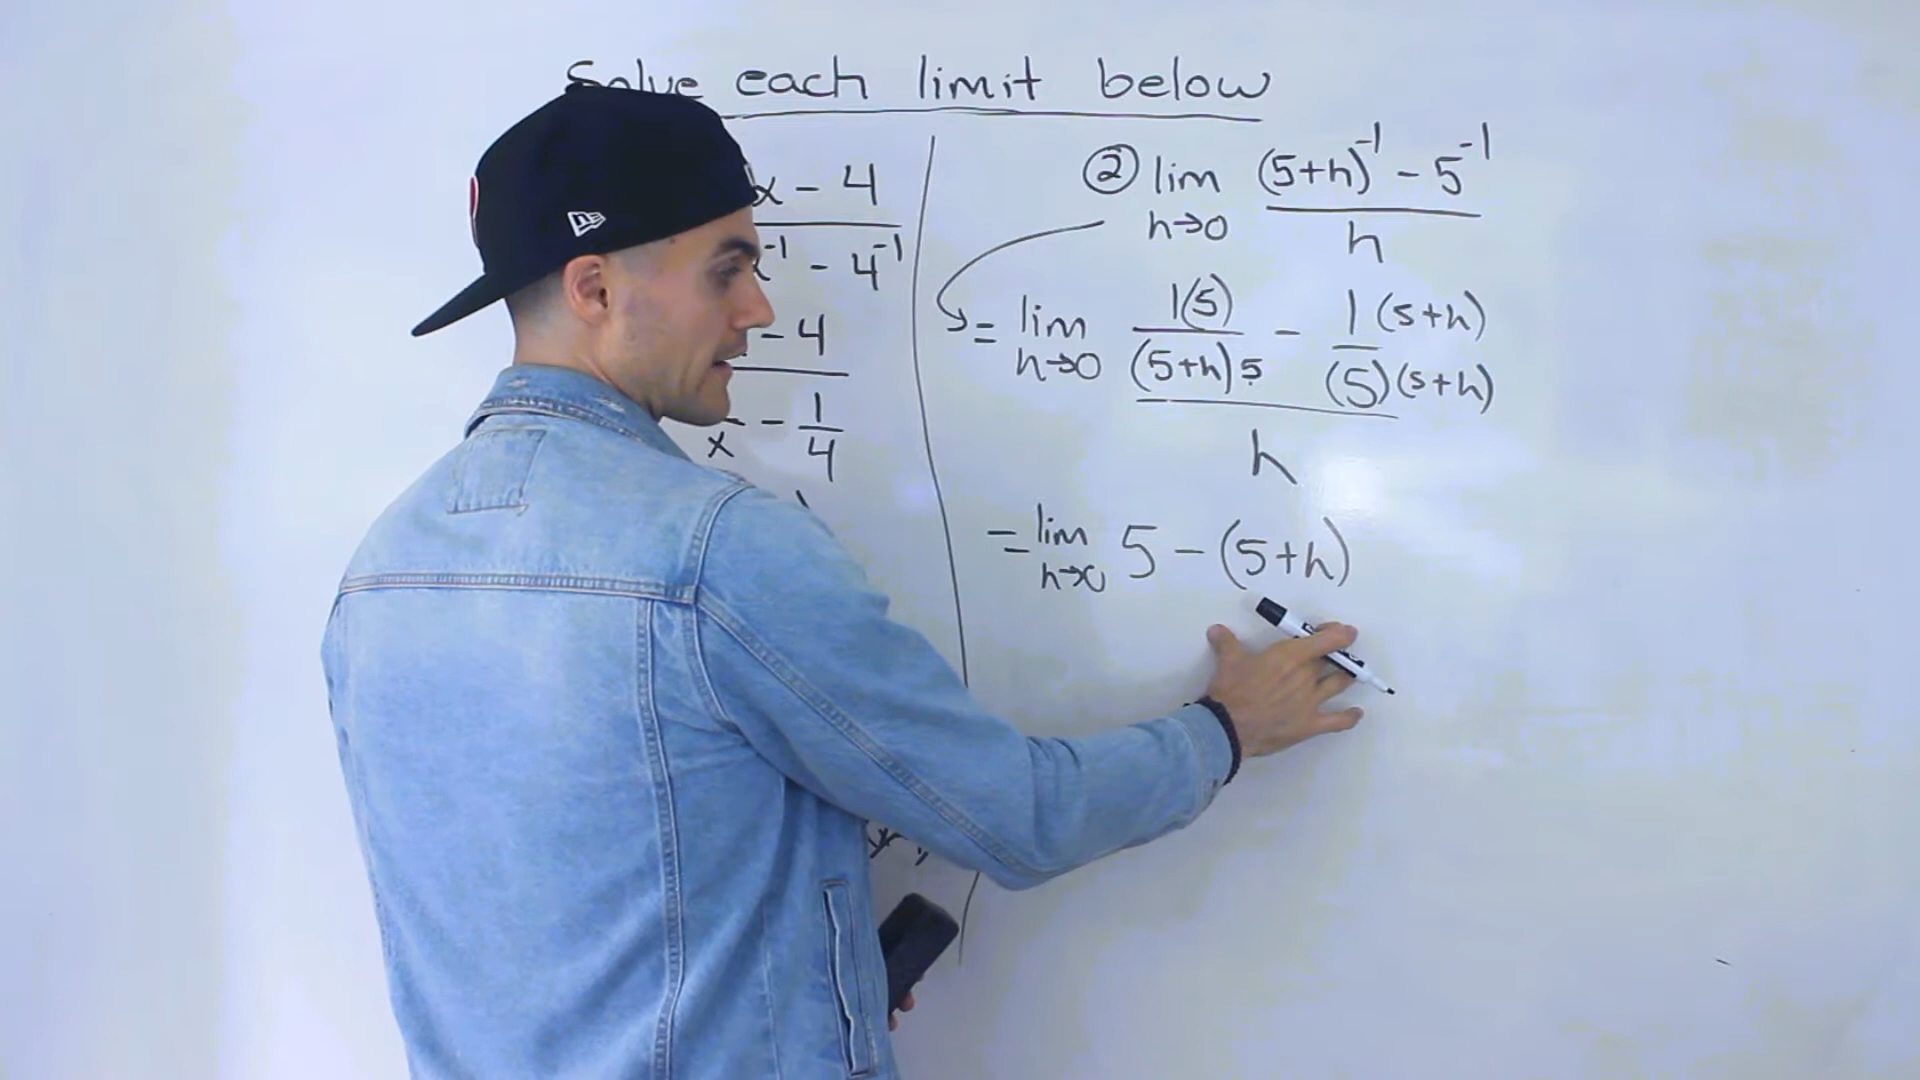 Solve each limit below
x - 4
x⁻¹ - 4⁻¹
- 4
x - 1/4
② lim h→0 (5+h)⁻¹ - 5⁻¹ / h
= lim h→0 1(5) / (5+h)5 - 1(5+h) / (5)(5+h)
h
= lim h→0 5 - (5+h)